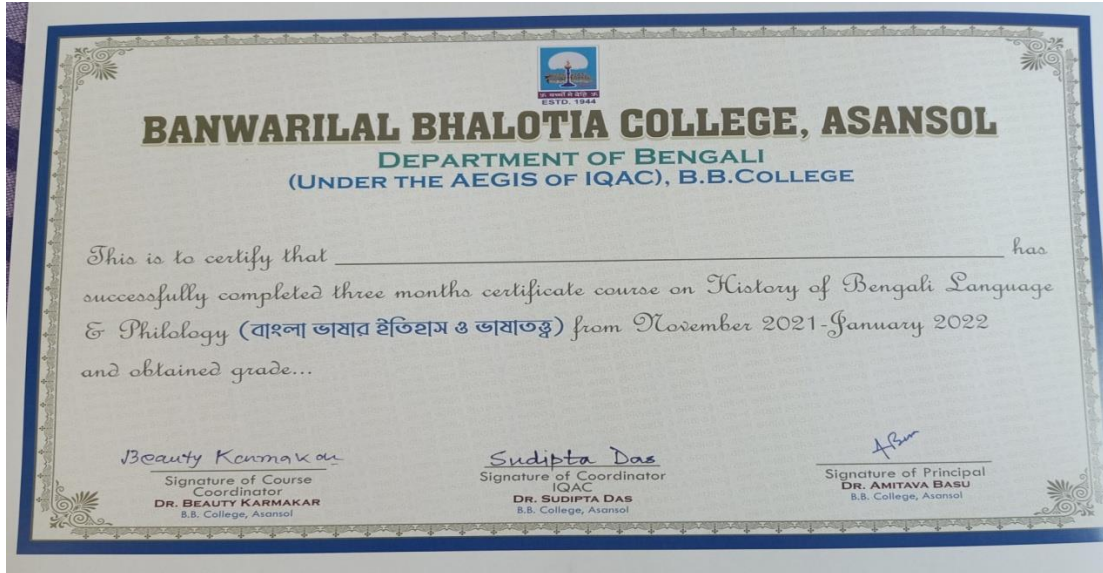 ESTD. 1944
BANWARILAL BHALOTIA COLLEGE, ASANSOL
DEPARTMENT OF BENGALI
(UNDER THE AEGIS OF IQAC), B.B.COLLEGE
This is to certify that has
successfully completed three months certificate course on History of Bengali Language
& Philology (বাংলা ভাষার ইতিহাস ও ভাষাতত্ত্ব) from November 2021-January 2022
and obtained grade...
Beauty Karmakar
Signature of Course
Coordinator
DR. BEAUTY KARMAKAR
B.B. College, Asansol
Sudipta Das
Signature of Coordinator
IQAC
DR. SUDIPTA DAS
B.B. College, Asansol
Signature of Principal
DR. AMITAVA BASU
B.B. College, Asansol